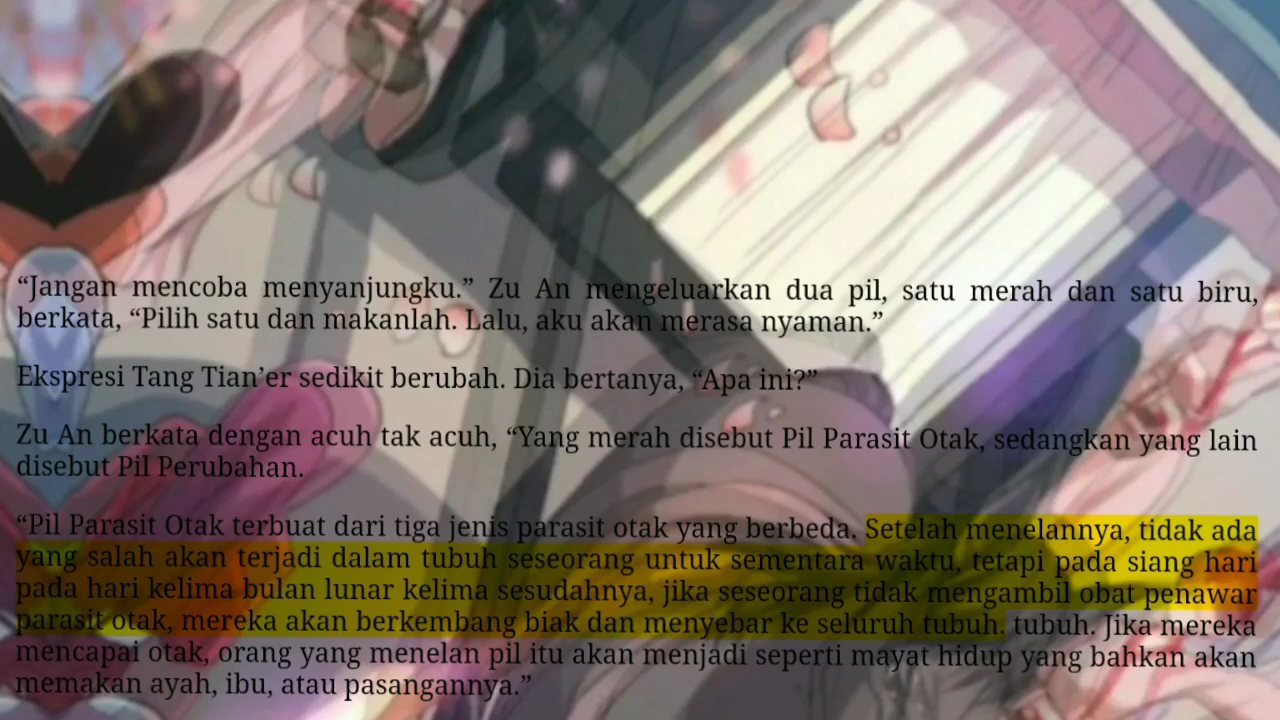 “Jangan mencoba menyanjungku.” Zu An mengeluarkan dua pil, satu merah dan satu biru,
berkata, “Pilih satu dan makanlah. Lalu, aku akan merasa nyaman.”
Ekspresi Tang Tian’er sedikit berubah. Dia bertanya, “Apa ini?”
Zu An berkata dengan acuh tak acuh, “Yang merah disebut Pil Parasit Otak, sedangkan yang lain
disebut Pil Perubahan.
“Pil Parasit Otak terbuat dari tiga jenis parasit otak yang berbeda. Setelah menelannya, tidak ada
yang salah akan terjadi dalam tubuh seseorang untuk sementara waktu, tetapi pada siang hari
pada hari kelima bulan lunar kelima sesudahnya, jika seseorang tidak mengambil obat penawar
parasit otak, mereka akan berkembang biak dan menyebar ke seluruh tubuh. tubuh. Jika mereka
mencapai otak, orang yang menelan pil itu akan menjadi seperti mayat hidup yang bahkan akan
memakan ayah, ibu, atau pasangannya.”